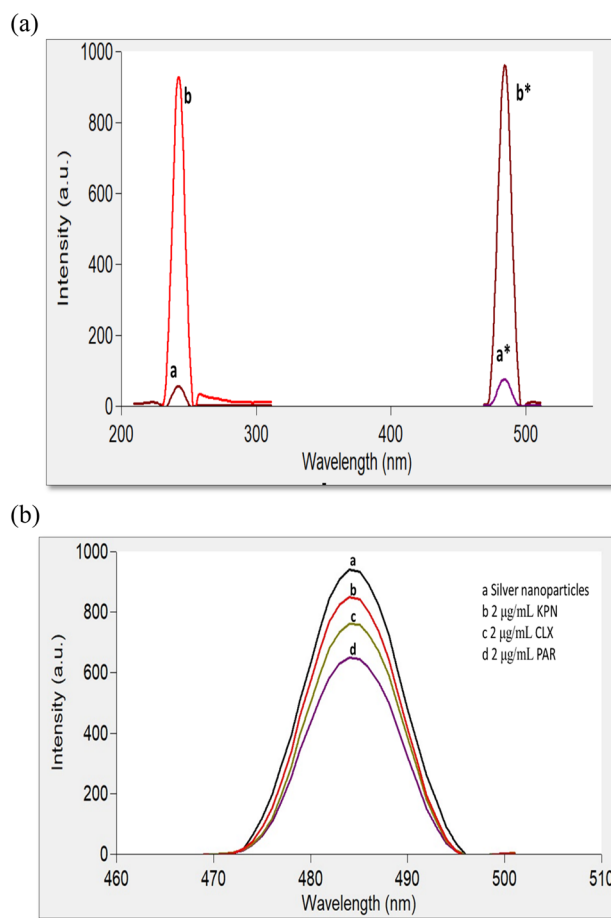 (a)
1000
800
600
400
200
0
Intensity (a.u.)
b
a
b*
a*
200 300 400 500
Wavelength (nm)
(b)
1000
800
600
400
200
0
Intensity (a.u.)
a
b
c
d
a Silver nanoparticles
b 2 µg/mL KPN
c 2 µg/mL CLX
d 2 µg/mL PAR
460 470 480 490 500 510
Wavelength (nm)